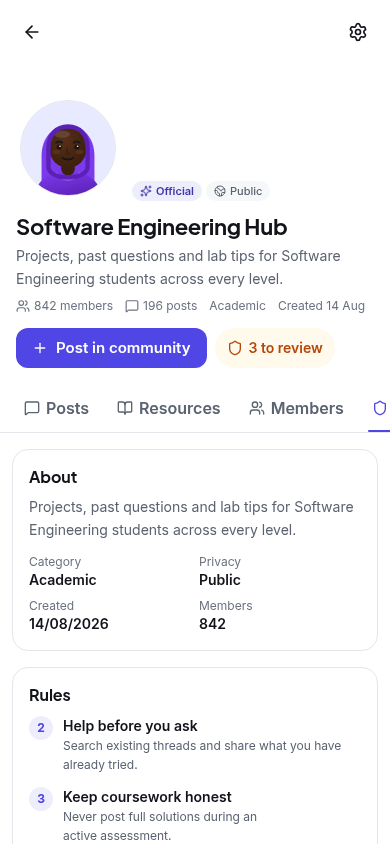 Official
Public
Software Engineering Hub
Projects, past questions and lab tips for Software
Engineering students across every level.
842 members 196 posts Academic Created 14 Aug
Post in community
3 to review
Posts Resources Members
About
Projects, past questions and lab tips for Software
Engineering students across every level.
Category Privacy
Academic Public
Created Members
14/08/2026 842
Rules
2 Help before you ask
Search existing threads and share what you have
already tried.
3 Keep coursework honest
Never post full solutions during an
active assessment.